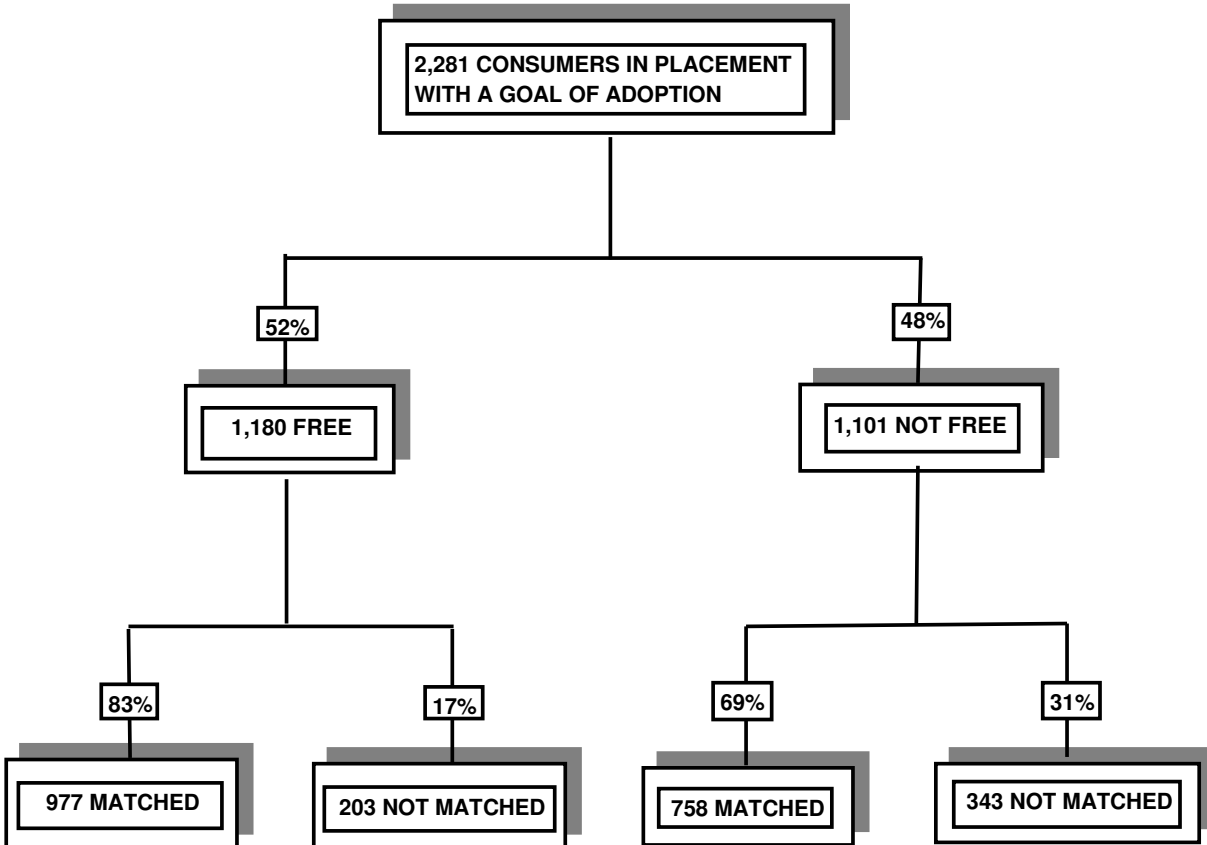 2,281 CONSUMERS IN PLACEMENT
WITH A GOAL OF ADOPTION
52%
48%
1,180 FREE
1,101 NOT FREE
83%
17%
69%
31%
977 MATCHED
203 NOT MATCHED
758 MATCHED
343 NOT MATCHED